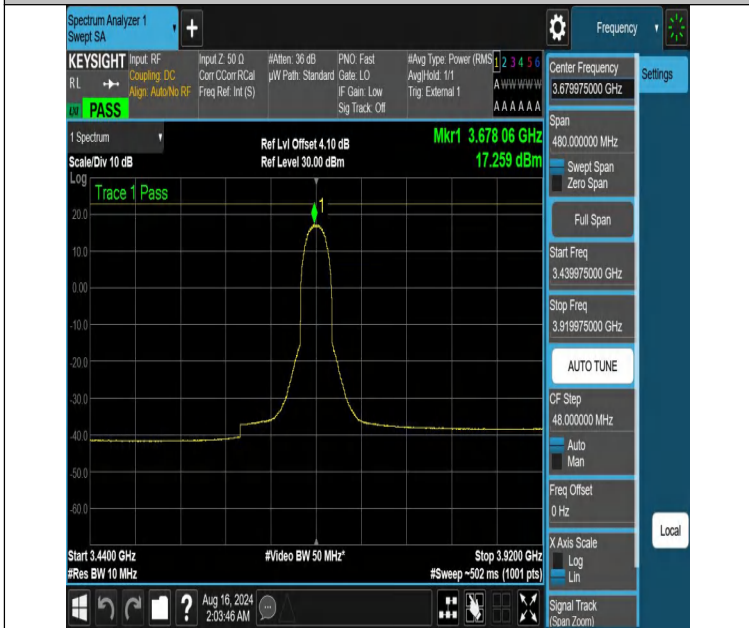 Spectrum Analyzer 1
Swept SA
Frequency
KEYSIGHT
RL
PASS
Input: RF
Coupling: DC
Align: Auto/No RF
Input Z: 50 Ω
Corr CCorr RCal
Freq Ref: Int (S)
#Atten: 36 dB
µW Path: Standard
PNO: Fast
Gate: LO
IF Gain: Low
Sig Track: Off
#Avg Type: Power (RMS
Avg|Hold: 1/1
Trig: External 1
1 2 3 4 5 6
A W W W W W
A A A A A A
1 Spectrum
Scale/Div 10 dB
Log
Ref Lvl Offset 4.10 dB
Ref Level 30.00 dBm
Mkr1 3.678 06 GHz
17.259 dBm
Trace 1 Pass
1
20.0
10.0
0.00
-10.0
-20.0
-30.0
-40.0
-50.0
-60.0
Start 3.4400 GHz
#Res BW 10 MHz
#Video BW 50 MHz*
Stop 3.9200 GHz
#Sweep ~502 ms (1001 pts)
Center Frequency
3.679975000 GHz
Span
480.000000 MHz
Swept Span
Zero Span
Full Span
Start Freq
3.439975000 GHz
Stop Freq
3.919975000 GHz
AUTO TUNE
CF Step
48.000000 MHz
Auto
Man
Freq Offset
0 Hz
X Axis Scale
Log
Lin
Signal Track
(Span Zoom)
Settings
Local
?
Aug 16, 2024
2:03:46 AM